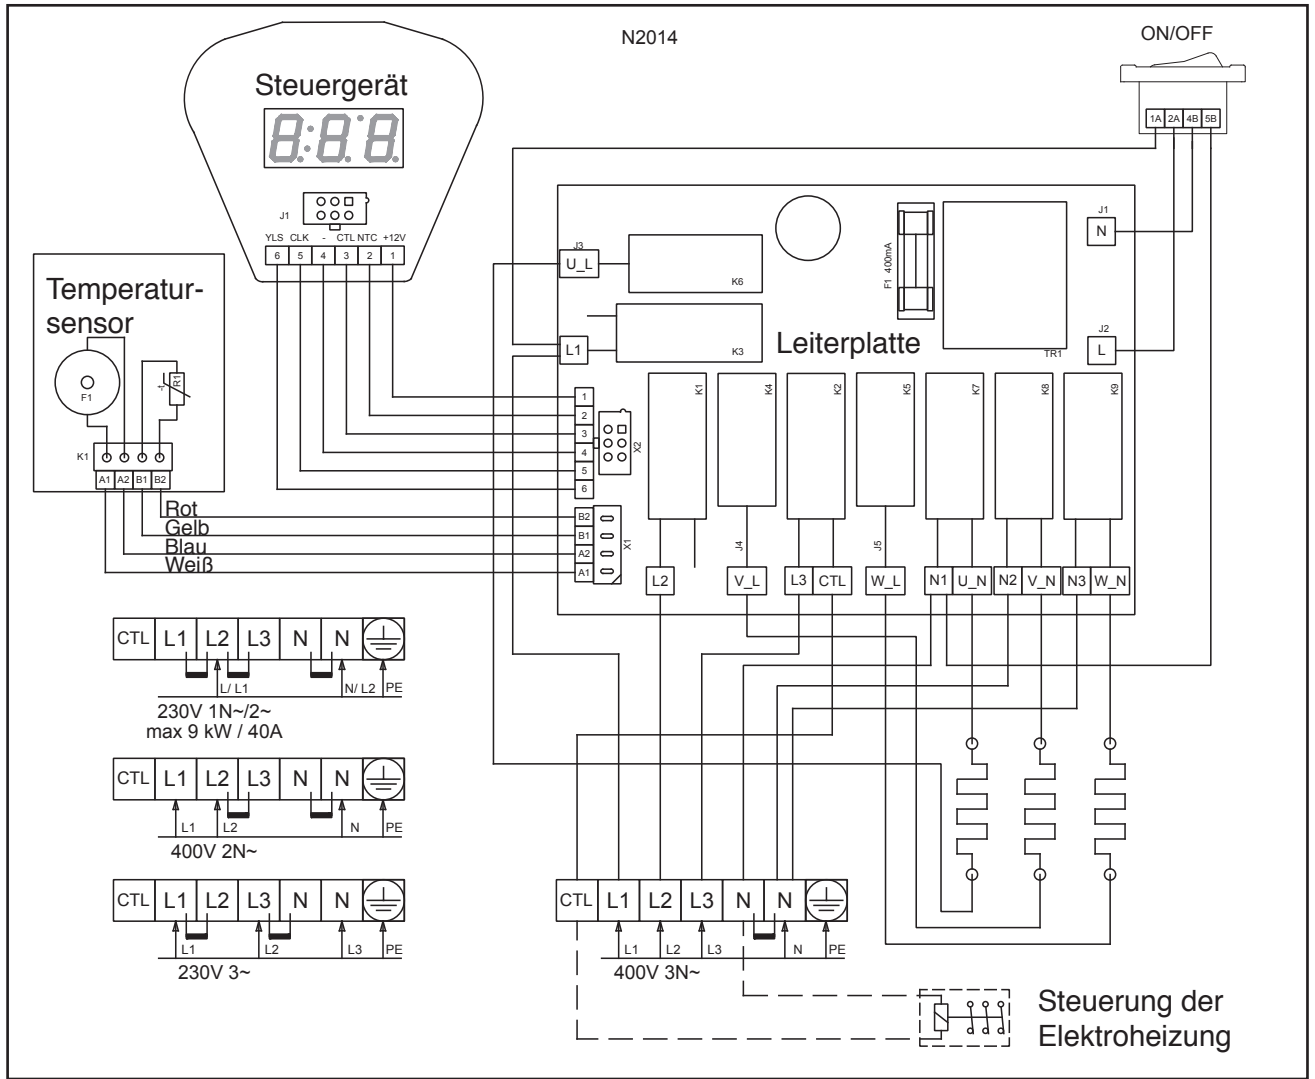 N2014
ON/OFF
Steuergerät
8:8.8.
1A 2A 4B 5B
J1
YLS CLK - CTL NTC +12V
6 5 4 3 2 1
Temperatur-
sensor
F1
R1
-t
K1
A1 A2 B1 B2
Rot
Gelb
Blau
Weiß
J3
U_L
K6
L1
K3
F1 400mA
TR1
Leiterplatte
J1
N
J2
L
K1 K4 K2 K5 K7 K8 K9
1
2
3
4
5
6
X2
B2
B1
A2
A1
X1
J4
J5
L2 V_L L3 CTL W_L N1 U_N N2 V_N N3 W_N
CTL L1 L2 L3 N N
L/ L1 N/ L2 PE
230V 1N~/2~
max 9 kW / 40A
CTL L1 L2 L3 N N
L1 L2 N PE
400V 2N~
CTL L1 L2 L3 N N
L1 L2 L3 PE
230V 3~
CTL L1 L2 L3 N N
L1 L2 L3 N PE
400V 3N~
Steuerung der
Elektroheizung